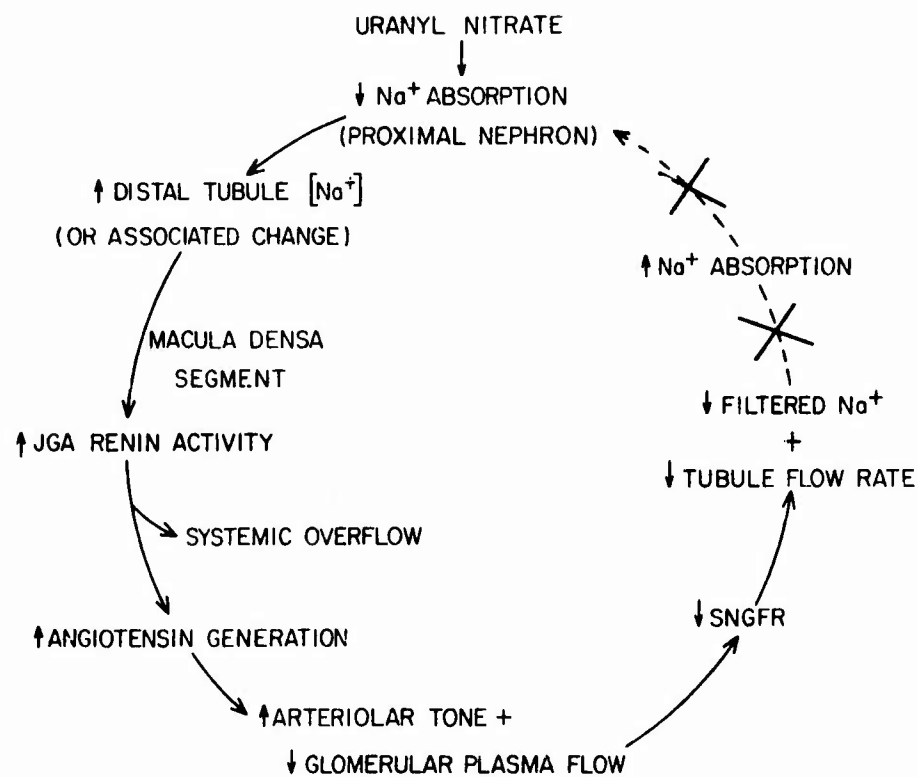 URANYL NITRATE
↓ Na⁺ ABSORPTION
(PROXIMAL NEPHRON)
↑ DISTAL TUBULE [Na⁺]
(OR ASSOCIATED CHANGE)
MACULA DENSA
SEGMENT
↑ JGA RENIN ACTIVITY
SYSTEMIC OVERFLOW
↑ ANGIOTENSIN GENERATION
↑ ARTERIOLAR TONE +
↓ GLOMERULAR PLASMA FLOW
↓ SNGFR
↓ FILTERED Na⁺
+
↓ TUBULE FLOW RATE
↑ Na⁺ ABSORPTION